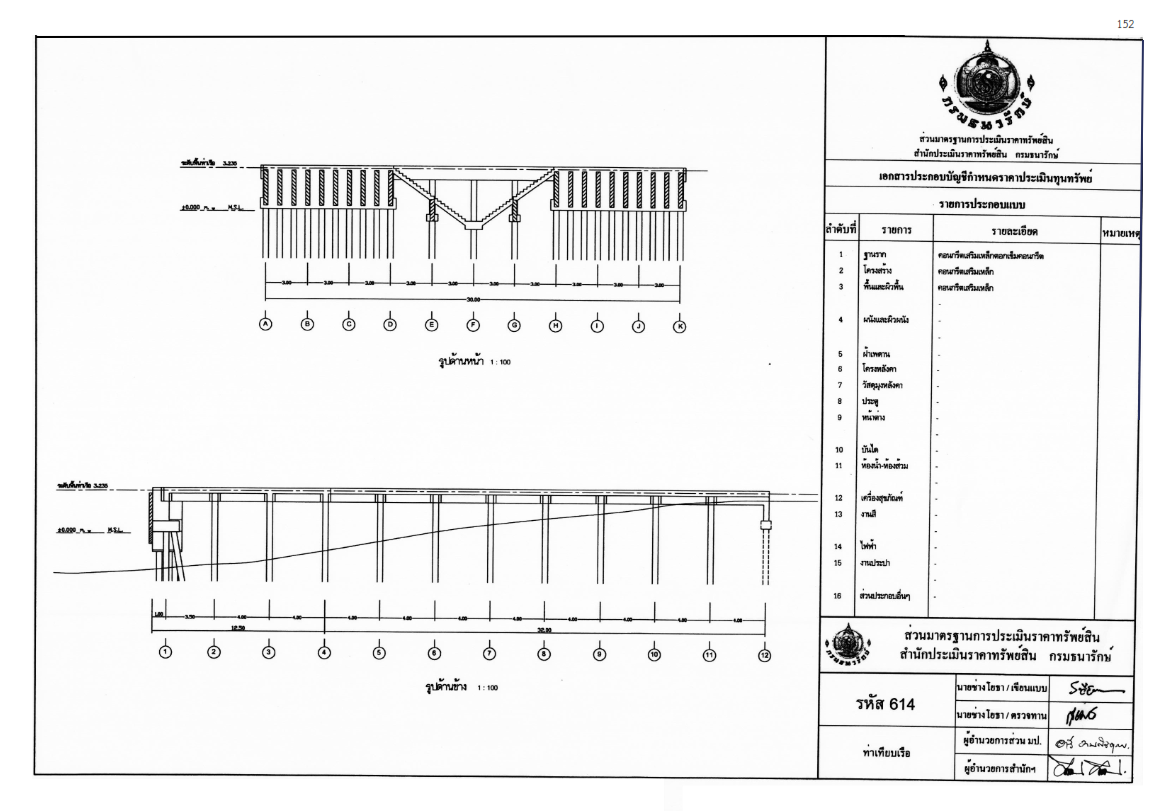 152
ระดับพื้นท่าเรือ 3.235
±0.000 m. = M.S.L.
3.00 3.00 3.00 3.00 3.00 3.00 3.00 3.00 3.00 3.00
30.00
A B C D E F G H I J K
รูปด้านหน้า 1 : 100
ระดับพื้นท่าเรือ 3.235
±0.000 m. = M.S.L.
1.00 3.50 4.00 4.00 4.00 4.00 4.00 4.00 4.00 4.00 4.00 4.00
12.50 32.00
1 2 3 4 5 6 7 8 9 10 11 12
รูปด้านข้าง 1 : 100
กรมธนารักษ์
ส่วนมาตรฐานการประเมินราคาทรัพย์สิน
สำนักประเมินราคาทรัพย์สิน กรมธนารักษ์
เอกสารประกอบบัญชีกำหนดราคาประเมินทุนทรัพย์
รายการประกอบแบบ
ลำดับที่ รายการ รายละเอียด หมายเหตุ
1 ฐานราก คอนกรีตเสริมเหล็กตอกเข็มคอนกรีต
2 โครงสร้าง คอนกรีตเสริมเหล็ก
3 พื้นและผิวพื้น คอนกรีตเสริมเหล็ก
-
4 ผนังและผิวผนัง -
-
5 ฝ้าเพดาน -
6 โครงหลังคา -
7 วัสดุมุงหลังคา -
8 ประตู -
9 หน้าต่าง -
-
10 บันได -
11 ห้องน้ำ-ห้องส้วม -
-
12 เครื่องสุขภัณฑ์ -
13 งานสี -
-
14 ไฟฟ้า -
15 งานประปา -
-
16 ส่วนประกอบอื่นๆ -
กรมธนารักษ์
ส่วนมาตรฐานการประเมินราคาทรัพย์สิน
สำนักประเมินราคาทรัพย์สิน กรมธนารักษ์
รหัส 614
นายช่างโยธา / เขียนแบบ
นายช่างโยธา / ตรวจทาน
ท่าเทียบเรือ
ผู้อำนวยการส่วน มป.
ผู้อำนวยการสำนักฯ